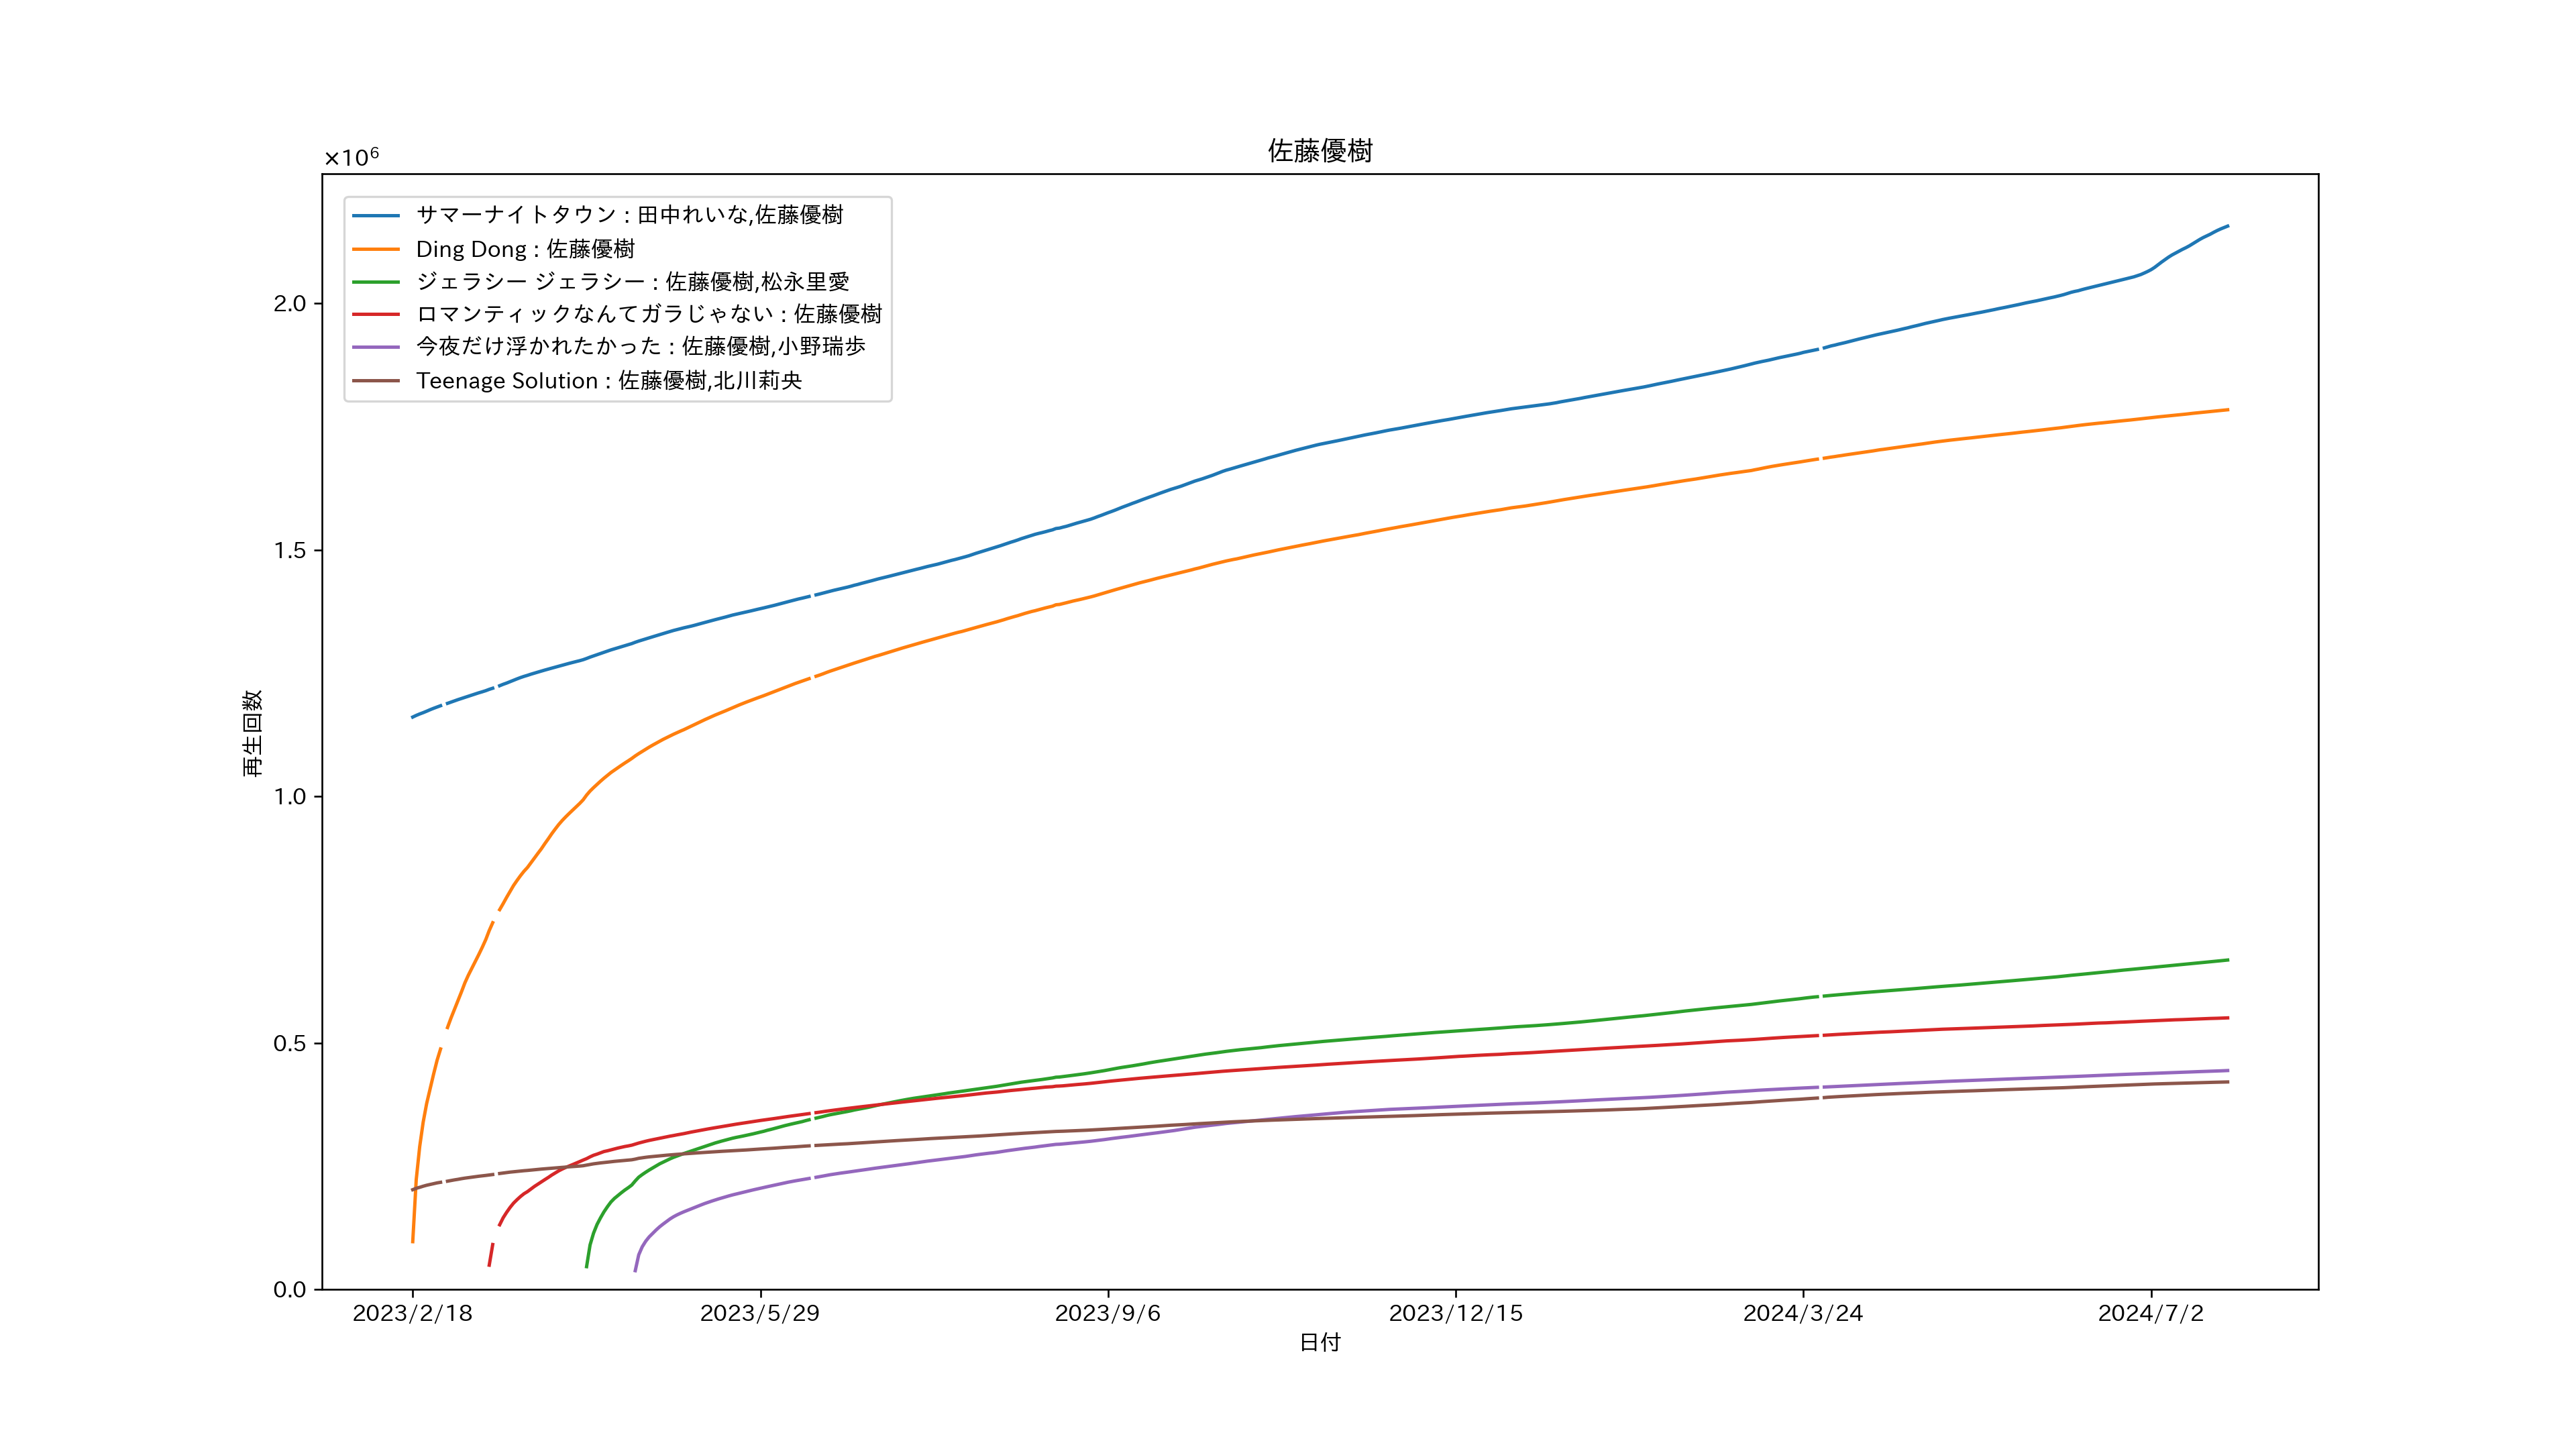 佐藤優樹
×10⁶
サマーナイトタウン : 田中れいな,佐藤優樹
Ding Dong : 佐藤優樹
ジェラシー ジェラシー : 佐藤優樹,松永里愛
ロマンティックなんてガラじゃない : 佐藤優樹
今夜だけ浮かれたかった : 佐藤優樹,小野瑞歩
Teenage Solution : 佐藤優樹,北川莉央
2.0
1.5
1.0
0.5
0.0
再生回数
2023/2/18 2023/5/29 2023/9/6 2023/12/15 2024/3/24 2024/7/2
日付